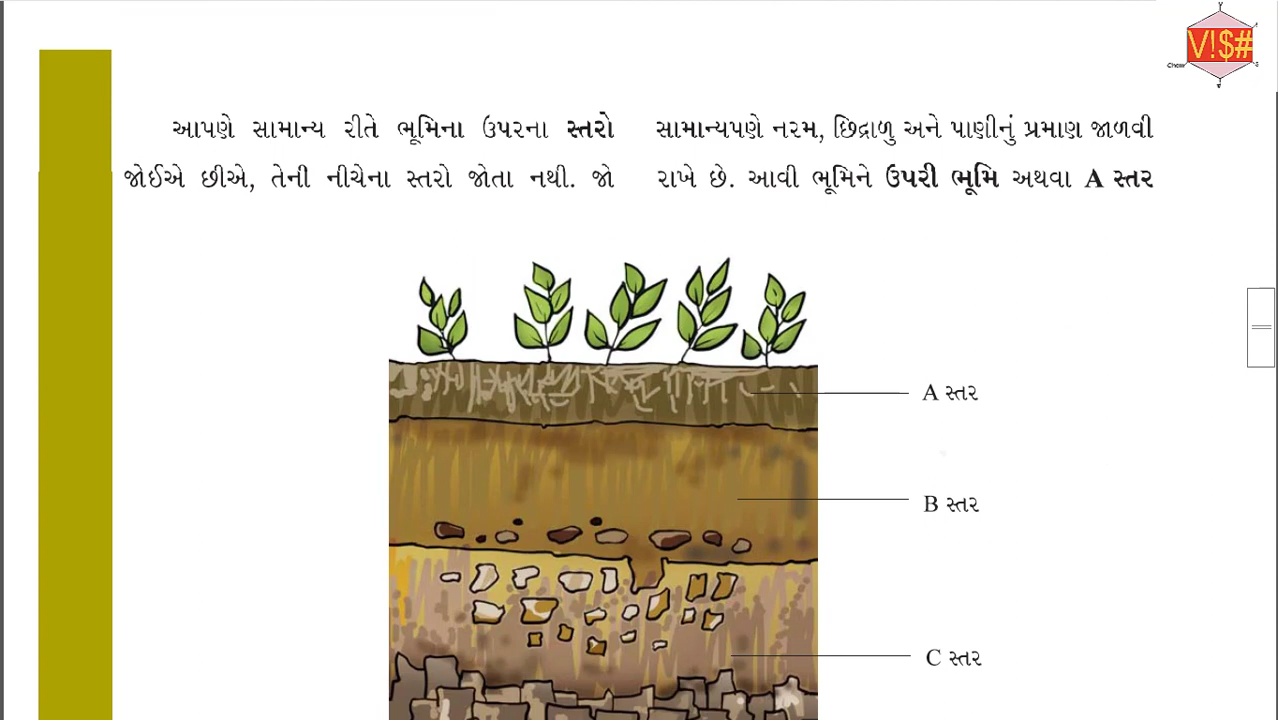 V!$#
આપણે સામાન્ય રીતે ભૂમિના ઉપરના સ્તરો
જોઈએ છીએ, તેની નીચેના સ્તરો જોતા નથી. જો
સામાન્યપણે નરમ, છિદ્રાળુ અને પાણીનું પ્રમાણ જાળવી
રાખે છે. આવી ભૂમિને ઉપરી ભૂમિ અથવા A સ્તર
A સ્તર
B સ્તર
C સ્તર